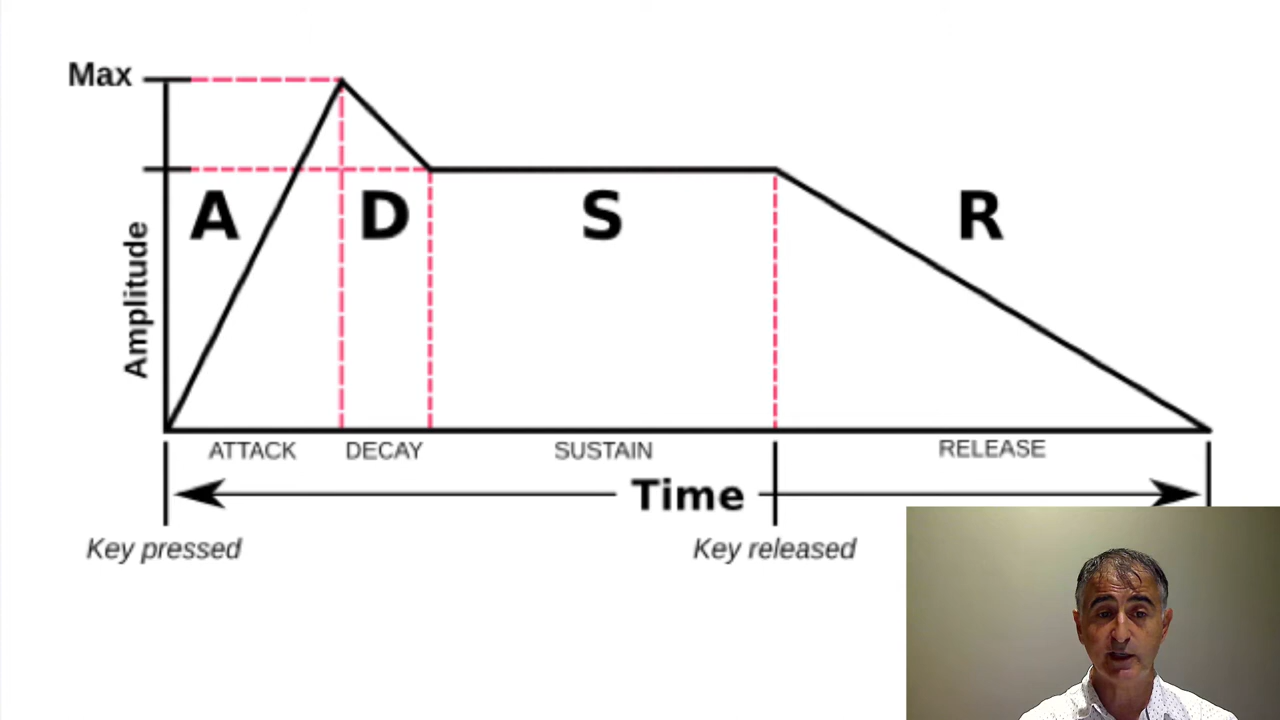 Max
Amplitude
A
D
S
R
ATTACK
DECAY
SUSTAIN
RELEASE
Time
Key pressed
Key released